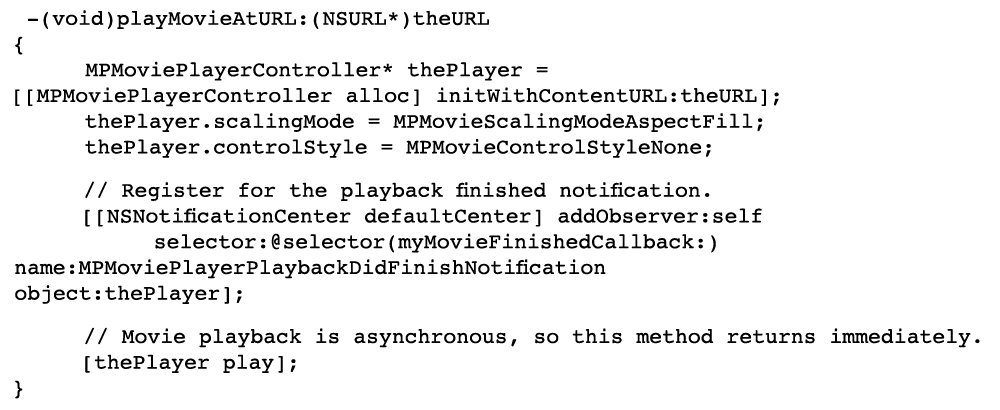 -(void)playMovieAtURL:(NSURL*)theURL
{
MPMoviePlayerController* thePlayer =
[[MPMoviePlayerController alloc] initWithContentURL:theURL];
thePlayer.scalingMode = MPMovieScalingModeAspectFill;
thePlayer.controlStyle = MPMovieControlStyleNone;
// Register for the playback finished notification.
[[NSNotificationCenter defaultCenter] addObserver:self
selector:@selector(myMovieFinishedCallback:)
name:MPMoviePlayerPlaybackDidFinishNotification
object:thePlayer];
// Movie playback is asynchronous, so this method returns immediately.
[thePlayer play];
}